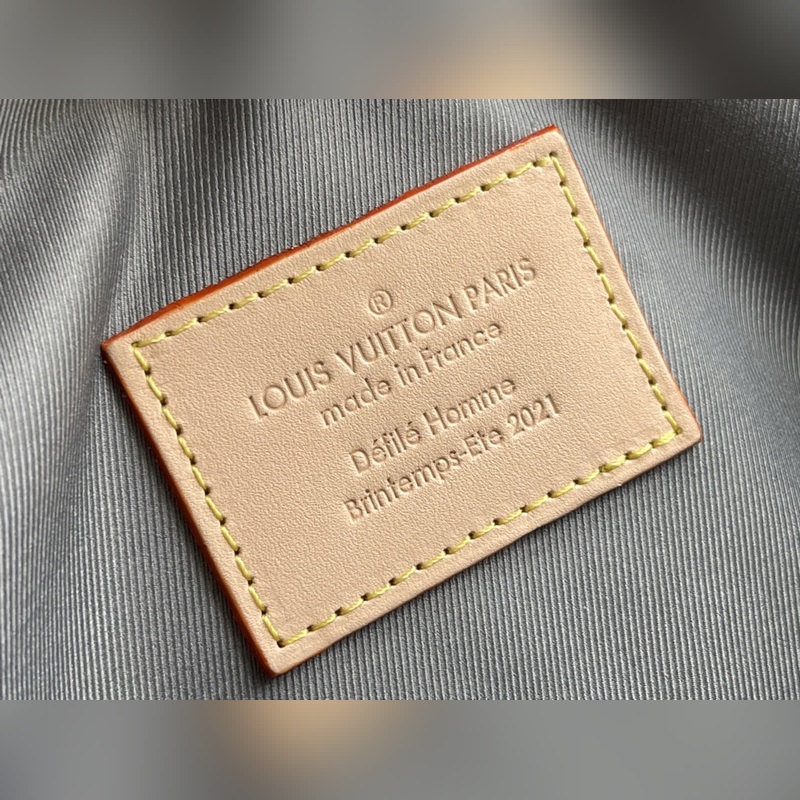 ®
LOUIS VUITTON PARIS
made in France
Défilé Homme
Brintemps-Ete 2021